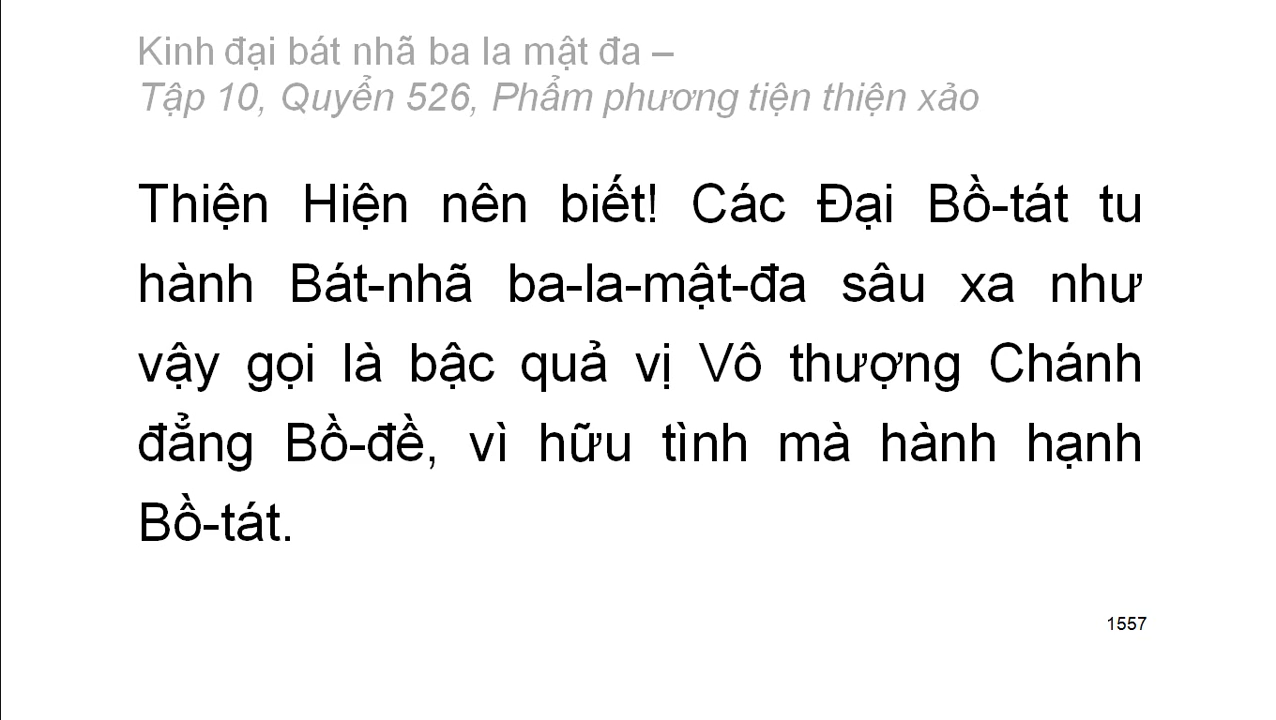 Kinh đại bát nhã ba la mật đa –
Tập 10, Quyển 526, Phẩm phương tiện thiện xảo
Thiện Hiện nên biết! Các Đại Bồ-tát tu
hành Bát-nhã ba-la-mật-đa sâu xa như
vậy gọi là bậc quả vị Vô thượng Chánh
đẳng Bồ-đề, vì hữu tình mà hành hạnh
Bồ-tát.
1557